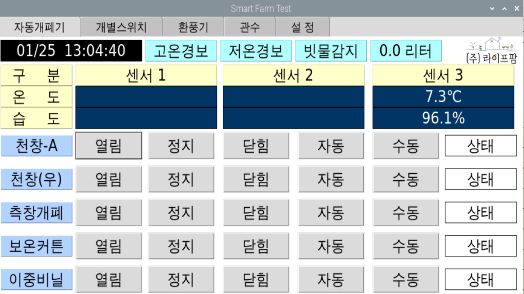 Smart Farm Test
자동개폐기 개별스위치 환풍기 관수 설 정
01/25 13:04:40 고온경보 저온경보 빗물감지 0.0 리터
(주) 라이프팜
구 분 센서 1 센서 2 센서 3
온 도 7.3℃
습 도 96.1%
천창-A 열림 정지 닫힘 자동 수동 상태
천창(우) 열림 정지 닫힘 자동 수동 상태
측창개폐 열림 정지 닫힘 자동 수동 상태
보온커튼 열림 정지 닫힘 자동 수동 상태
이중비닐 열림 정지 닫힘 자동 수동 상태